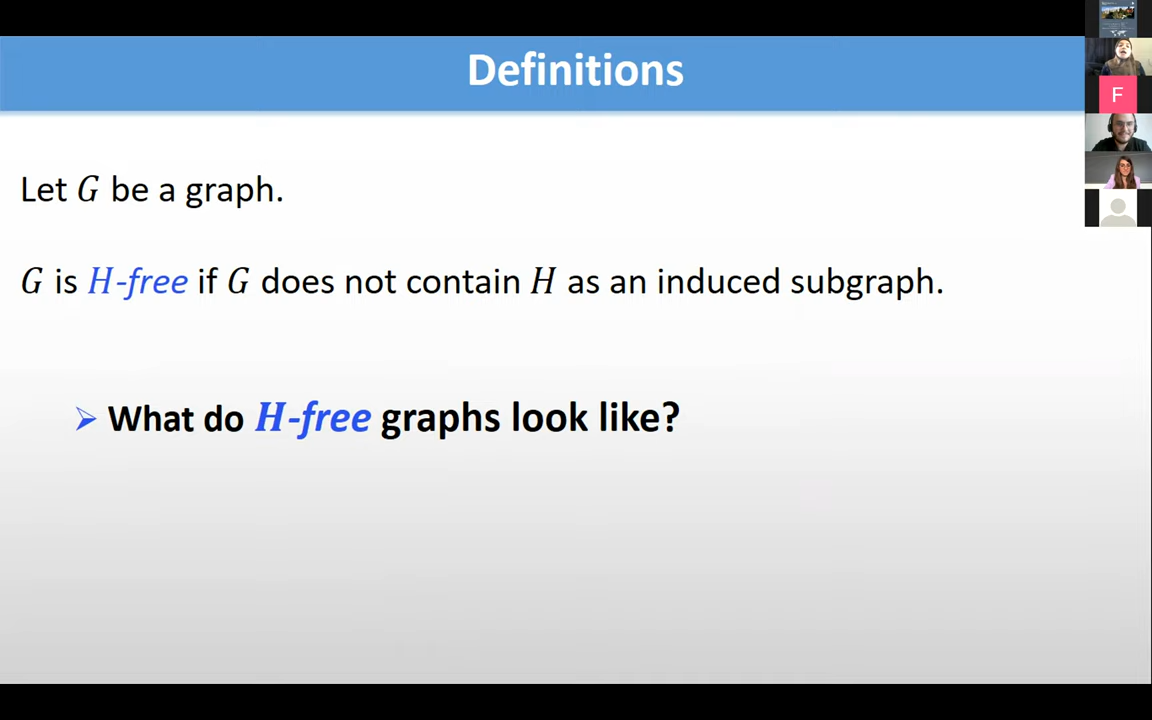 Definitions
Let G be a graph.
G is H-free if G does not contain H as an induced subgraph.
➢ What do H-free graphs look like?
F